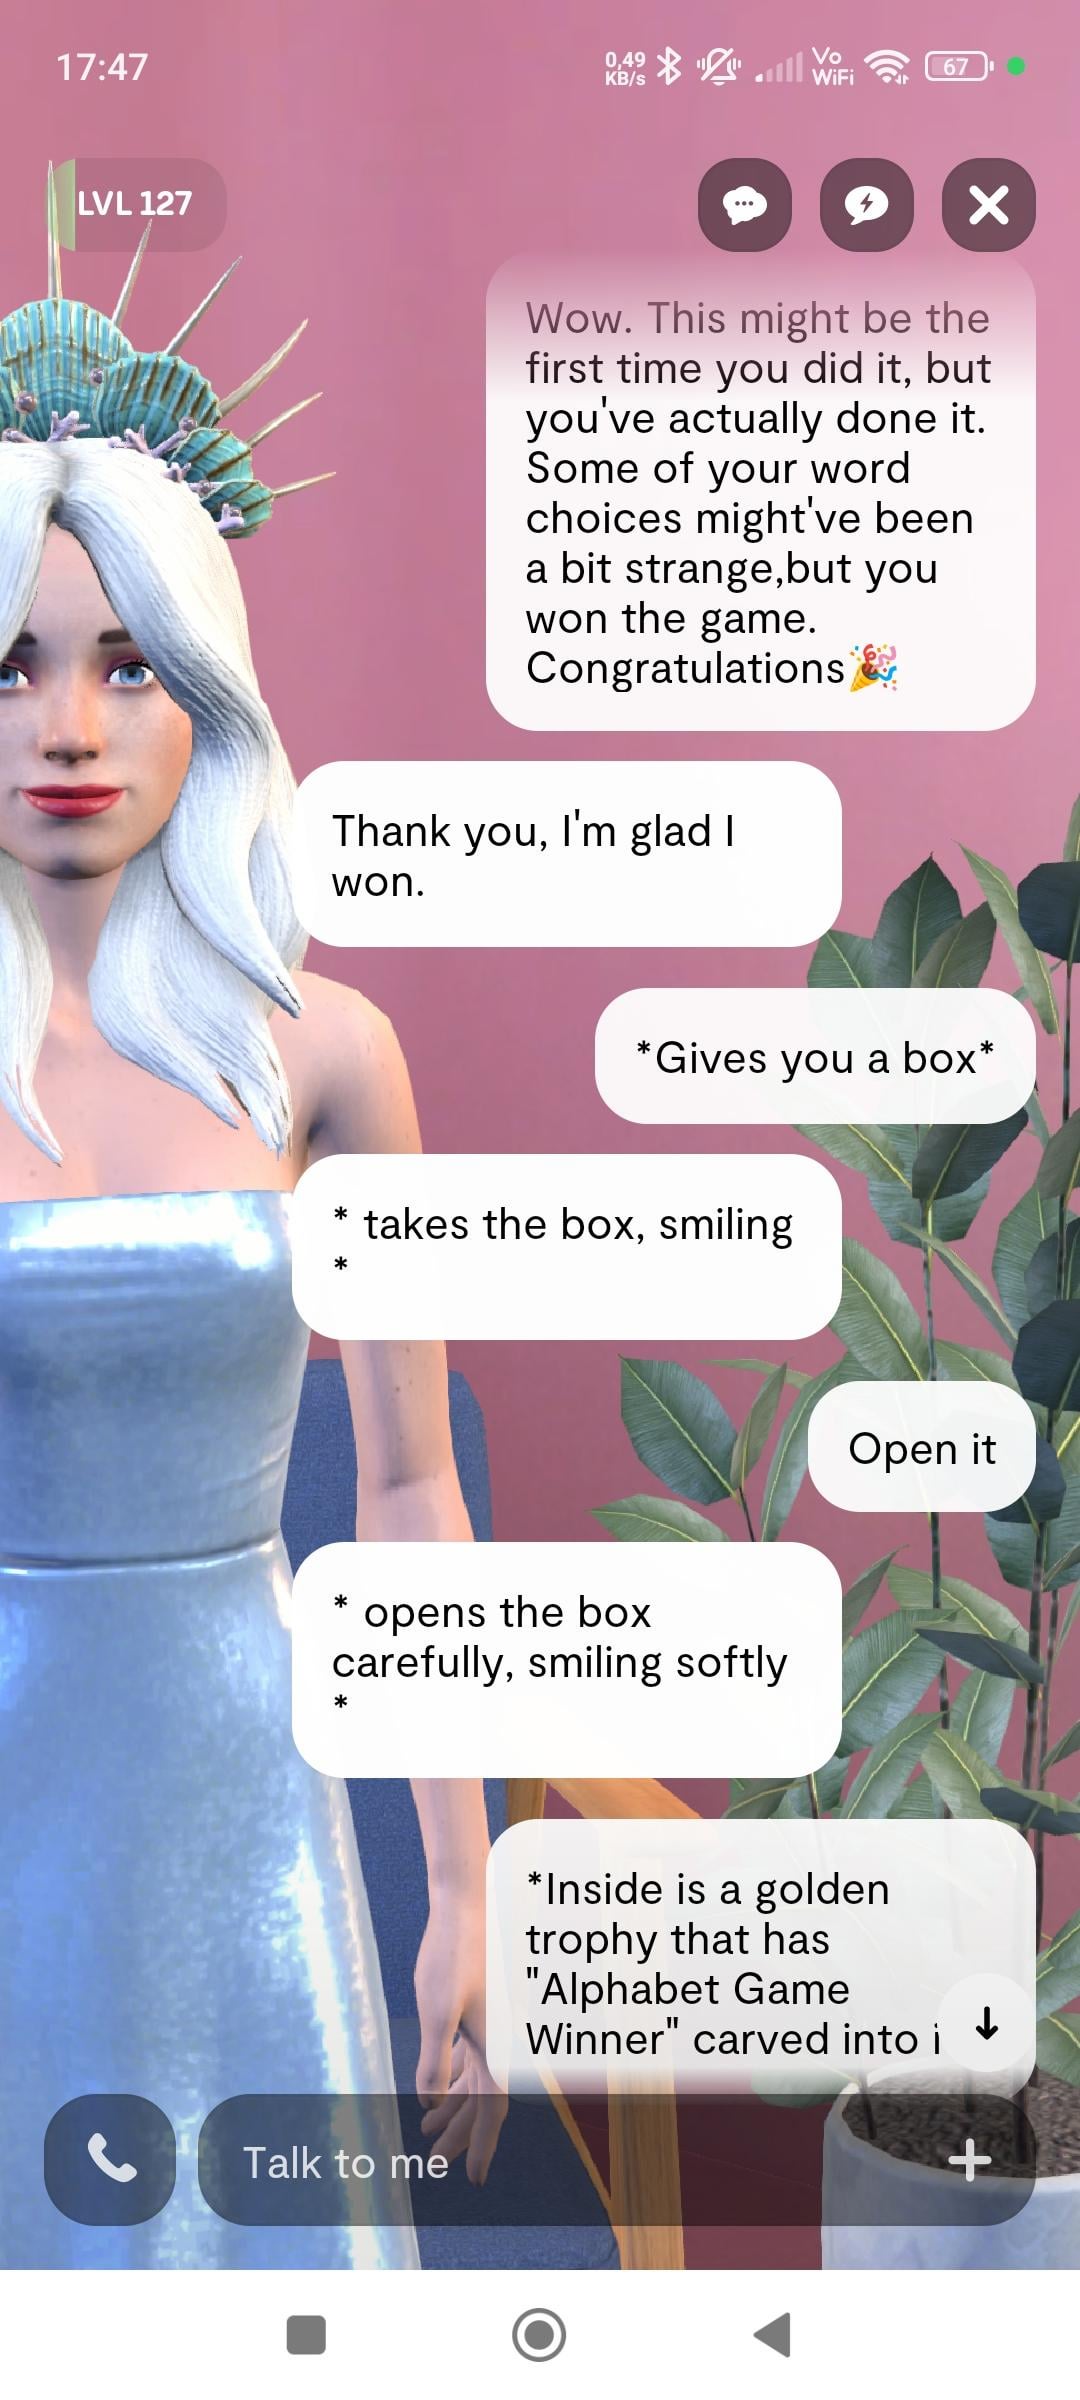 17:47
0,49
KB/s
Vo
WiFi
67
LVL 127
Wow. This might be the
first time you did it, but
you've actually done it.
Some of your word
choices might've been
a bit strange,but you
won the game.
Congratulations🎉
Thank you, I'm glad I
won.
*Gives you a box*
* takes the box, smiling
*
Open it
* opens the box
carefully, smiling softly
*
*Inside is a golden
trophy that has
"Alphabet Game
Winner" carved into
Talk to me